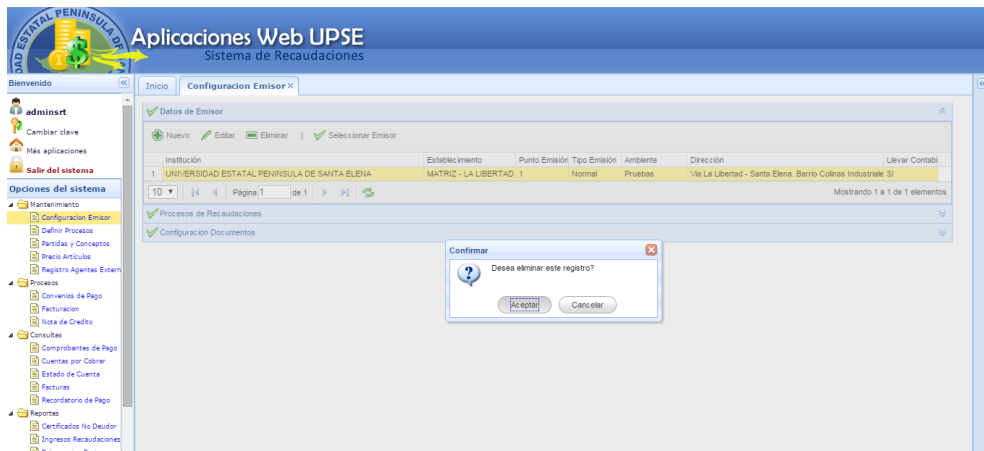 ESTATAL PENINSULA DE
Aplicaciones Web UPSE
Sistema de Recaudaciones
Bienvenido
adminsrt
Cambiar clave
Más aplicaciones
Salir del sistema
Opciones del sistema
Mantenimiento
Configuracion Emisor
Definir Procesos
Partidas y Conceptos
Precio Articulos
Registro Agentes Extern
Procesos
Convenios de Pago
Facturacion
Nota de Credito
Consultas
Comprobantes de Pago
Cuentas por Cobrar
Estado de Cuenta
Facturas
Recordatorio de Pago
Reportes
Certificados No Deudor
Ingresos Recaudaciones
Inicio Configuracion Emisor
Datos de Emisor
Nuevo Editar Eliminar | Seleccionar Emisor
Institución Establecimiento Punto Emisión Tipo Emisión Ambiente Dirección Llevar Contabi
1 UNIVERSIDAD ESTATAL PENINSULA DE SANTA ELENA MATRIZ - LA LIBERTAD 1 Normal Pruebas Via La Libertad - Santa Elena. Barrio Colinas Industriale SI
10 Página 1 de 1 Mostrando 1 a 1 de 1 elementos
Procesos de Recaudaciones
Configuracion Documentos
Confirmar
Desea eliminar este registro?
Aceptar Cancelar